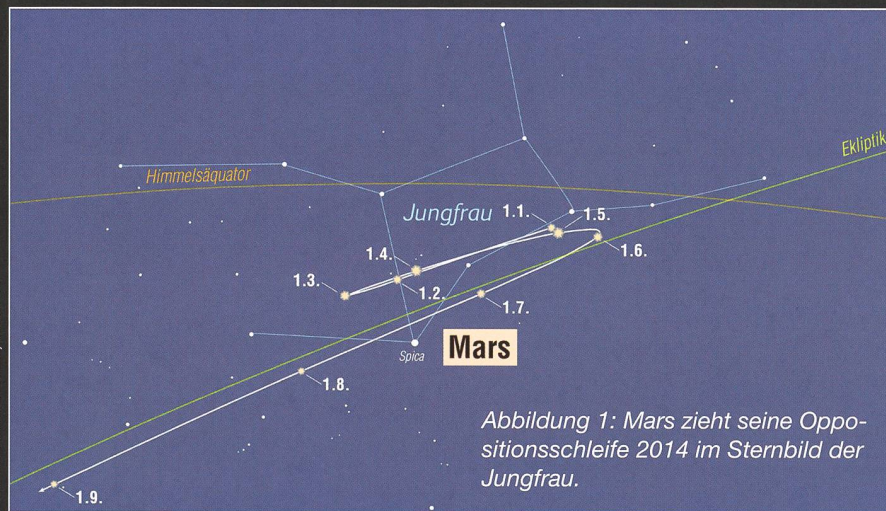 Ekliptik
Himmelsäquator
Jungfrau
1.1.
1.5.
1.4.
1.6.
1.3.
1.2.
1.7.
Mars
Spica
1.8.
Abbildung 1: Mars zieht seine Oppo-
sitionsschleife 2014 im Sternbild der
Jungfrau.
1.9.